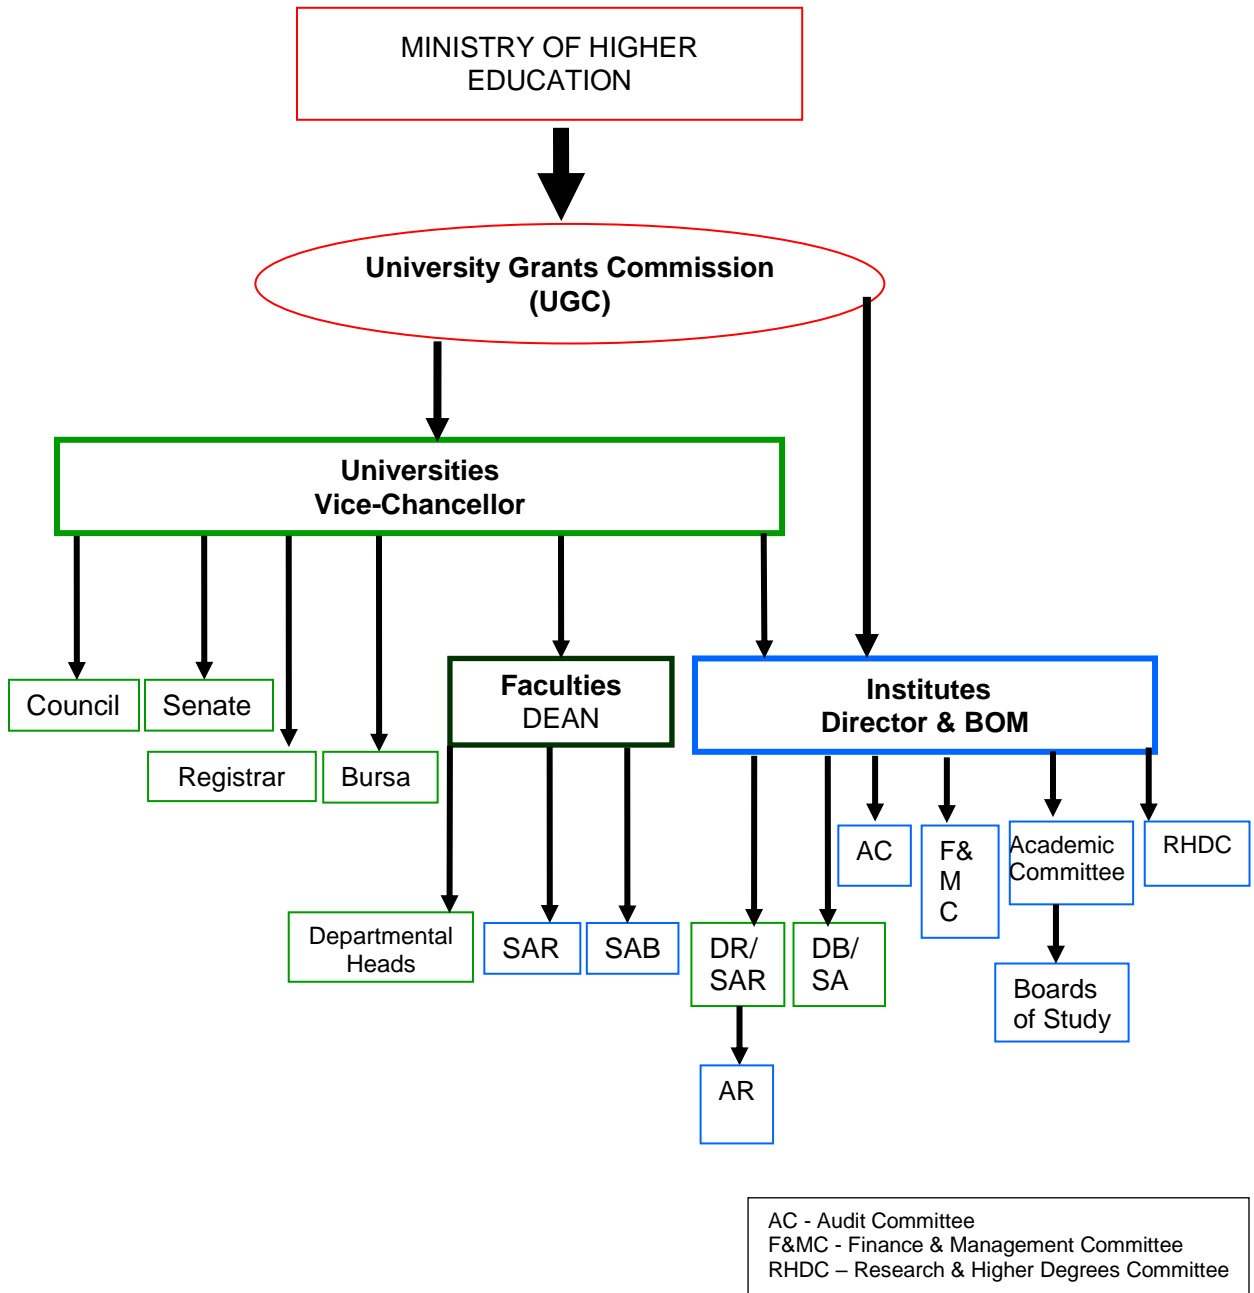 MINISTRY OF HIGHER
EDUCATION
University Grants Commission
(UGC)
Universities
Vice-Chancellor
Faculties
DEAN
Institutes
Director & BOM
Council
Senate
Registrar
Bursa
AC
F&
M
C
Academic
Committee
RHDC
Departmental
Heads
SAR
SAB
DR/
SAR
DB/
SA
Boards
of Study
AR
AC - Audit Committee
F&MC - Finance & Management Committee
RHDC – Research & Higher Degrees Committee